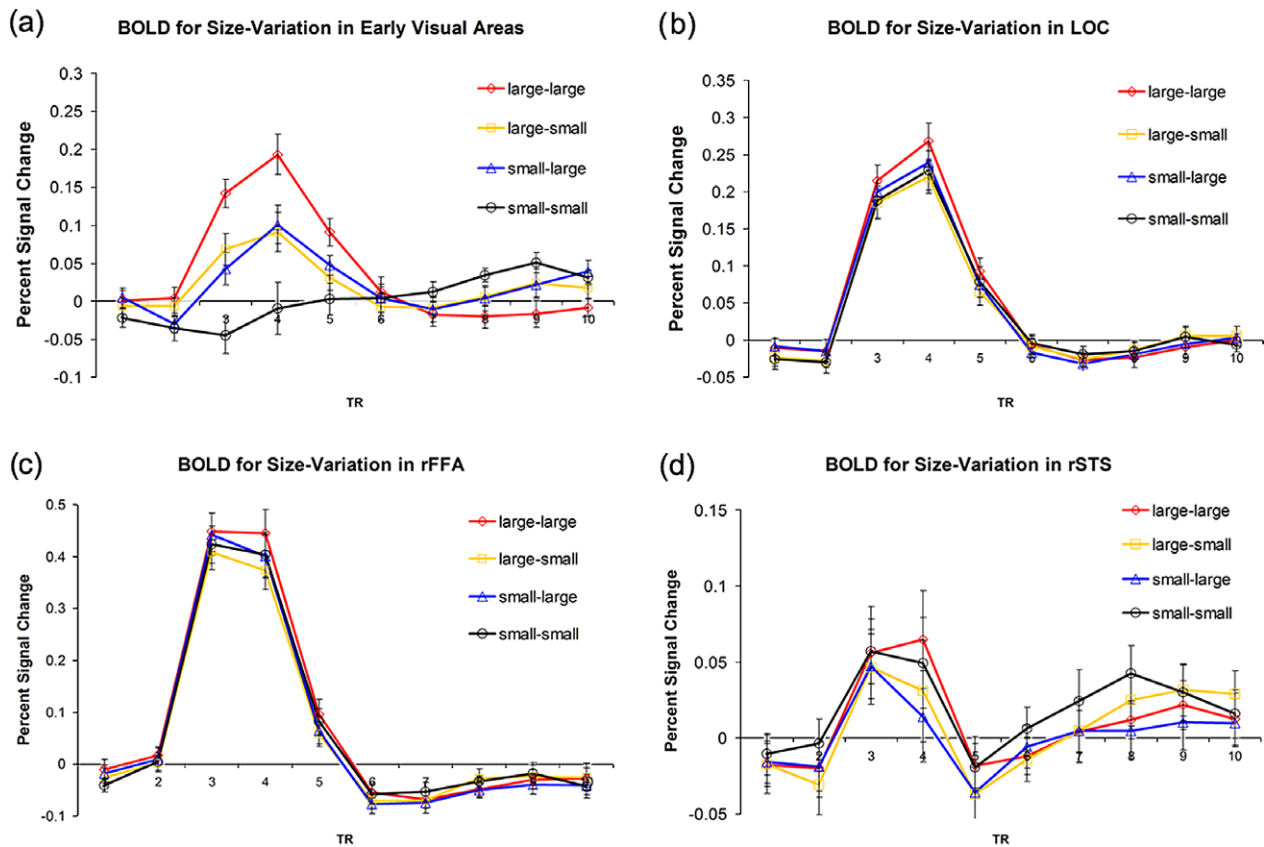 (a)
BOLD for Size-Variation in Early Visual Areas
Percent Signal Change
0.3
0.25
0.2
0.15
0.1
0.05
0
-0.05
-0.1
3
4
5
6
7
8
9
10
TR
large-large
large-small
small-large
small-small
(b)
BOLD for Size-Variation in LOC
Percent Signal Change
0.35
0.30
0.25
0.20
0.15
0.10
0.05
0
-0.05
3
4
5
6
8
9
10
TR
large-large
large-small
small-large
small-small
(c)
BOLD for Size-Variation in rFFA
Percent Signal Change
0.5
0.4
0.3
0.2
0.1
0
-0.1
2
3
4
5
6
7
8
TR
large-large
large-small
small-large
small-small
(d)
BOLD for Size-Variation in rSTS
Percent Signal Change
0.15
0.1
0.05
0
-0.05
2
3
4
5
7
8
9
10
TR
large-large
large-small
small-large
small-small